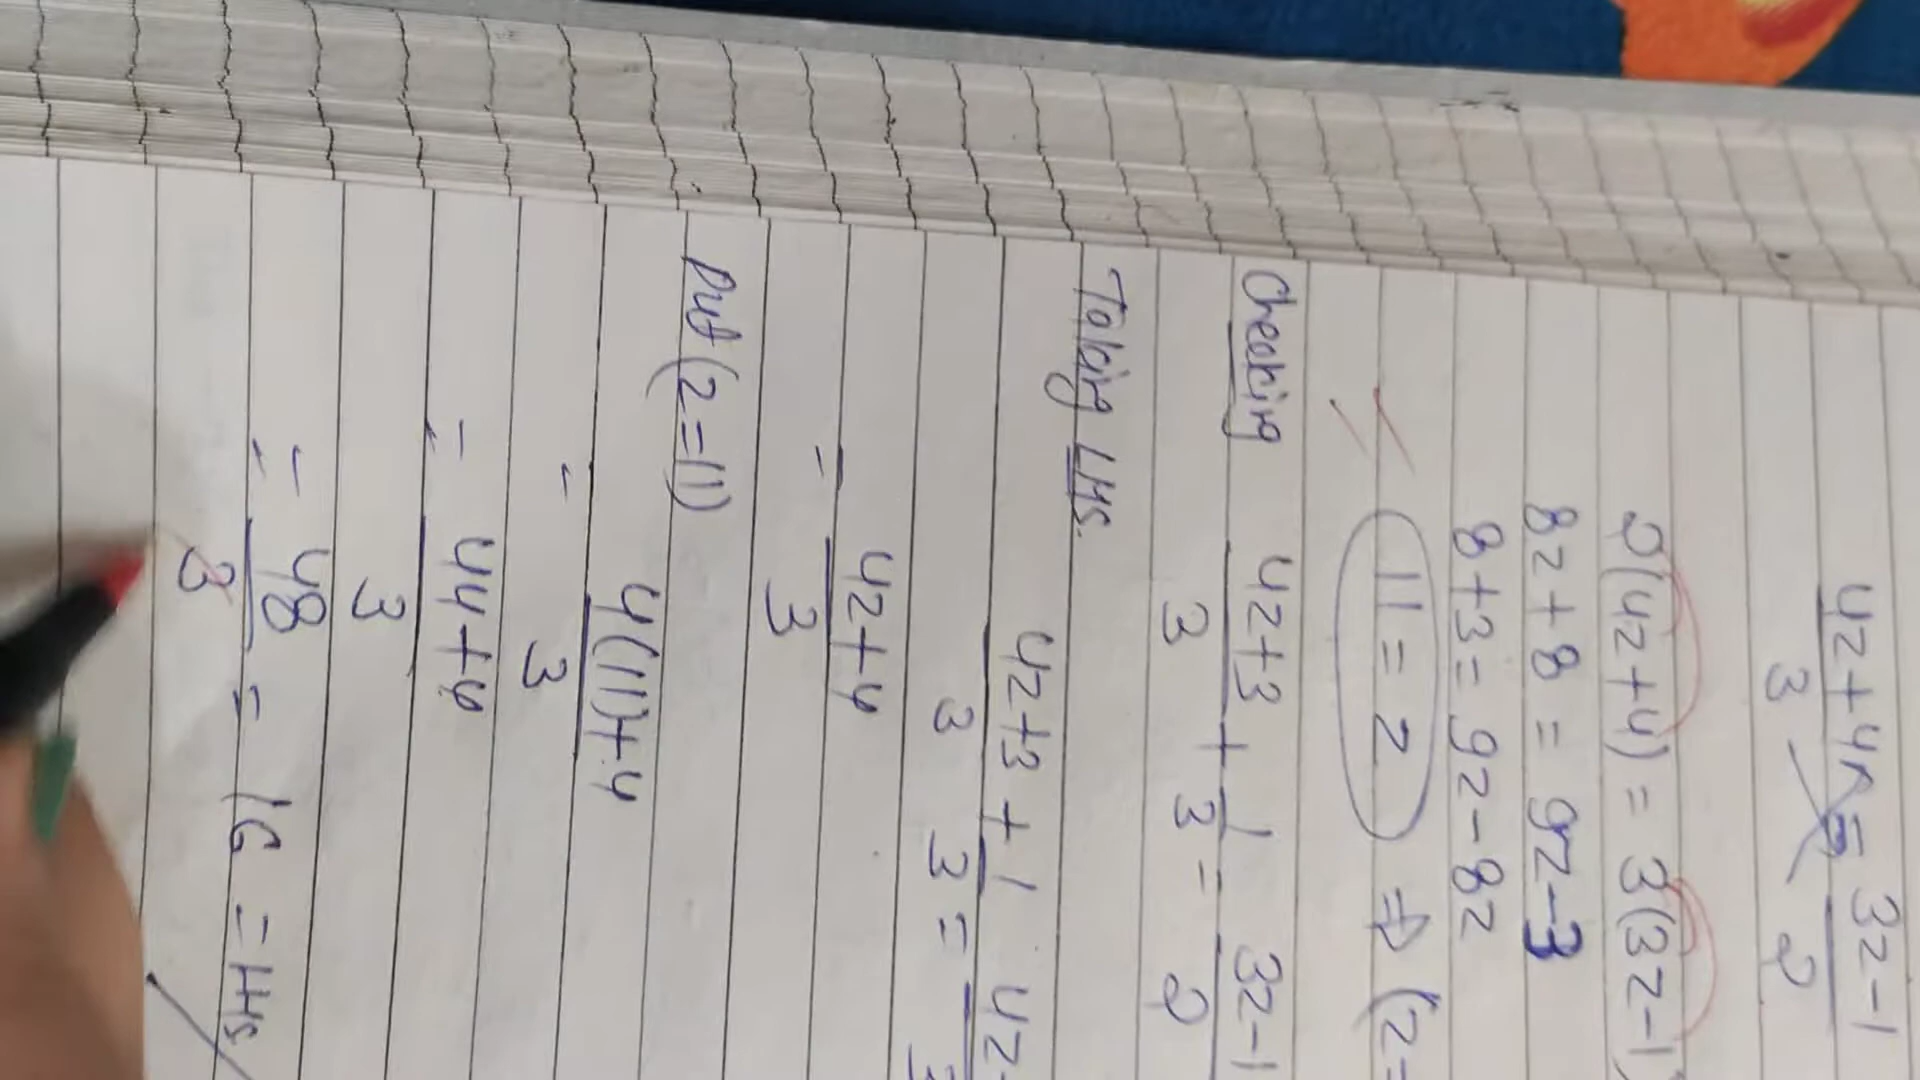 4z+4/3 = 3z-1/2
2(4z+4) = 3(3z-1)
8z+8 = 9z-3
8+3 = 9z-8z
11 = z ⇒ (z=
Checking 4z+3/3 + 1/3 = 3z-1/2
Taking LHS.
4z+3/3 + 1/3 = 4z
= 4z+4/3
Put (z=11)
= 4(11)+4/3
= 44+4/3
= 48/3 = 16 = LHS